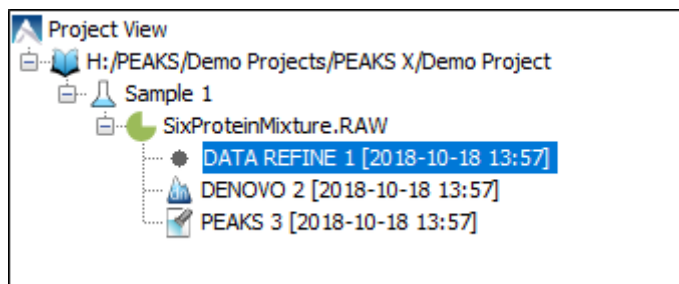 Project View
H:/PEAKS/Demo Projects/PEAKS X/Demo Project
Sample 1
SixProteinMixture.RAW
DATA REFINE 1 [2018-10-18 13:57]
DENOVO 2 [2018-10-18 13:57]
PEAKS 3 [2018-10-18 13:57]